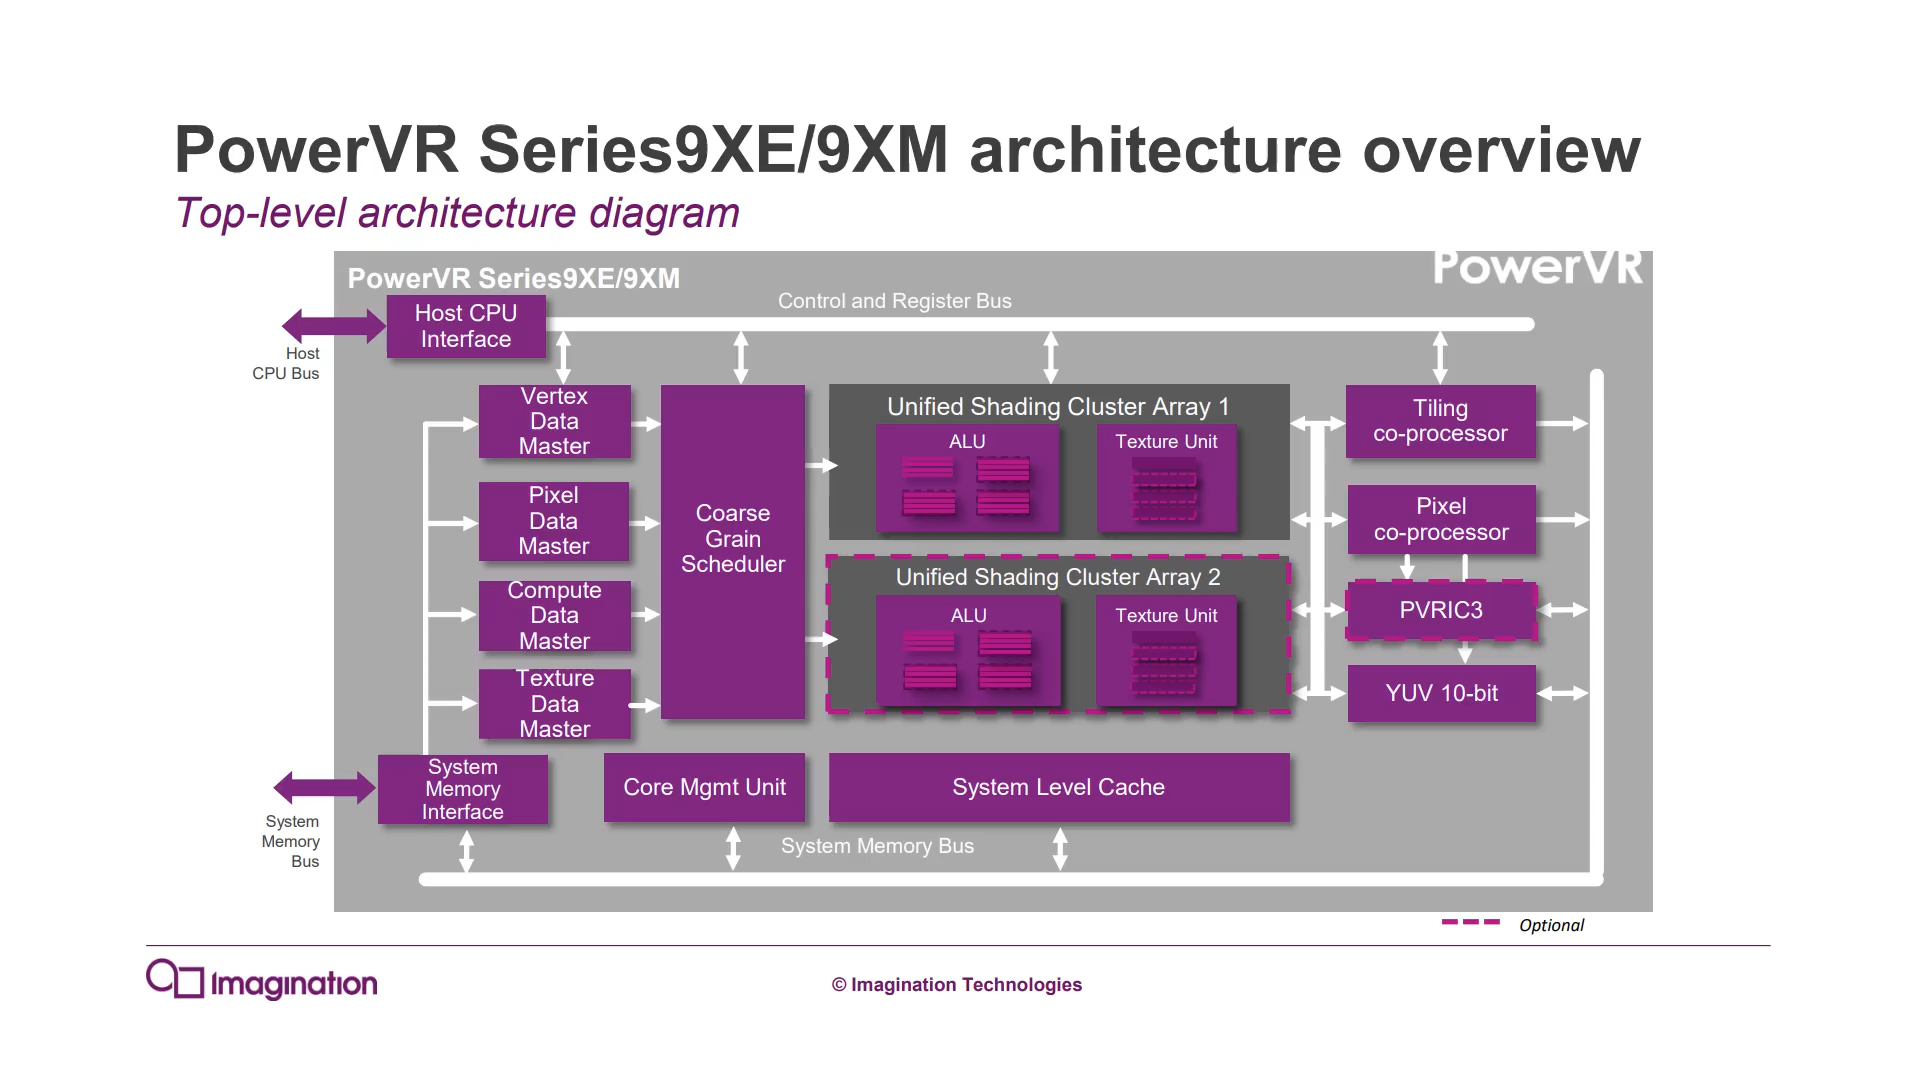 PowerVR Series9XE/9XM architecture overview
Top-level architecture diagram
PowerVR Series9XE/9XM
PowerVR
Control and Register Bus
Host CPU
Interface
Host
CPU Bus
Vertex
Data
Master
Pixel
Data
Master
Compute
Data
Master
Texture
Data
Master
Coarse
Grain
Scheduler
Unified Shading Cluster Array 1
ALU
Texture Unit
Unified Shading Cluster Array 2
ALU
Texture Unit
Tiling
co-processor
Pixel
co-processor
PVRIC3
YUV 10-bit
System
Memory
Interface
System
Memory
Bus
Core Mgmt Unit
System Level Cache
System Memory Bus
Optional
Imagination
© Imagination Technologies